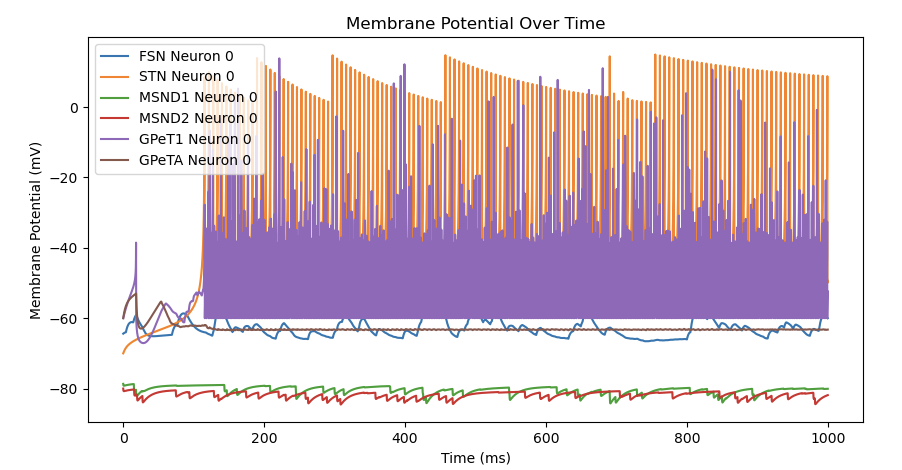 Membrane Potential Over Time
FSN Neuron 0
STN Neuron 0
MSND1 Neuron 0
MSND2 Neuron 0
GPeT1 Neuron 0
GPeTA Neuron 0
Membrane Potential (mV)
0
−20
−40
−60
−80
0
200
400
600
800
1000
Time (ms)